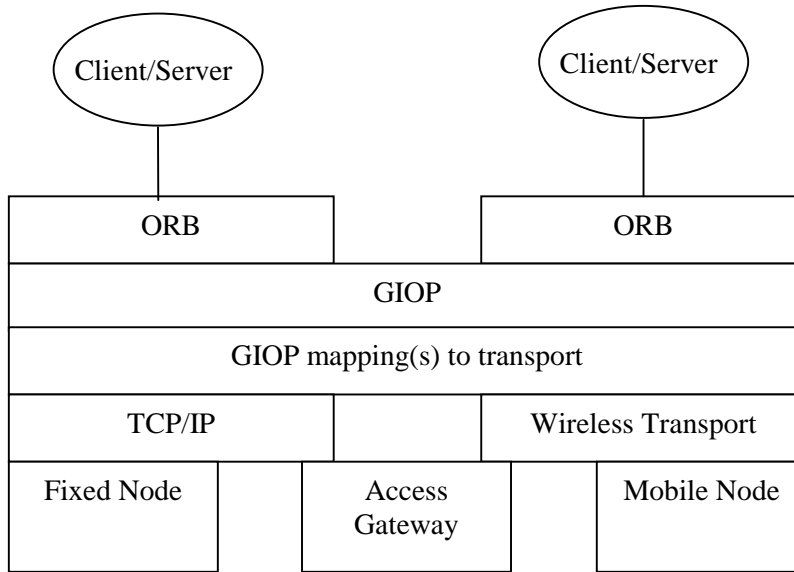 Client/Server
Client/Server
ORB
ORB
GIOP
GIOP mapping(s) to transport
TCP/IP
Wireless Transport
Fixed Node
Access
Gateway
Mobile Node